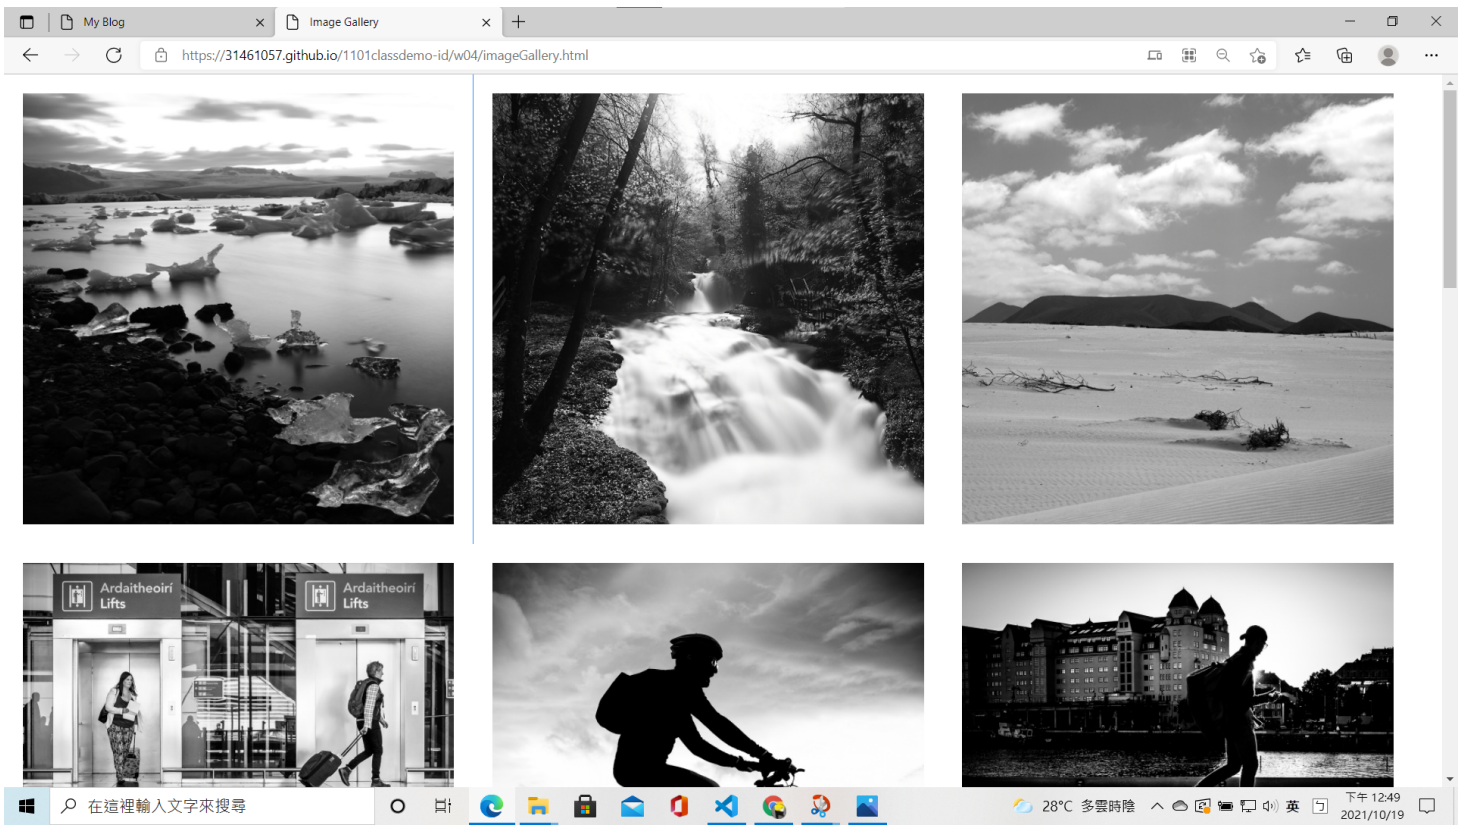 My Blog
Image Gallery
https://31461057.github.io/1101classdemo-id/w04/imageGallery.html
Ardaitheoirí
Lifts
Ardaitheoirí
Lifts
在這裡輸入文字來搜尋
28°C 多雲時陰
英
ㄅ
下午 12:49
2021/10/19